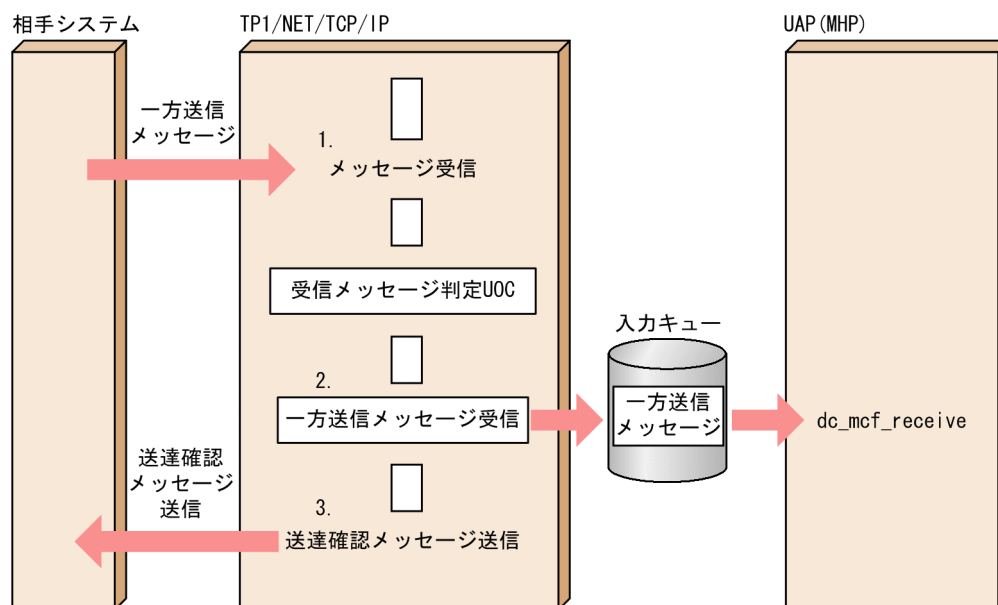 相手システム
TP1/NET/TCP/IP
UAP(MHP)
一方送信
メッセージ
1.
メッセージ受信
受信メッセージ判定UOC
入力キュー
2.
一方送信メッセージ受信
一方送信
メッセージ
dc_mcf_receive
送達確認
メッセージ
送信
3.
送達確認メッセージ送信